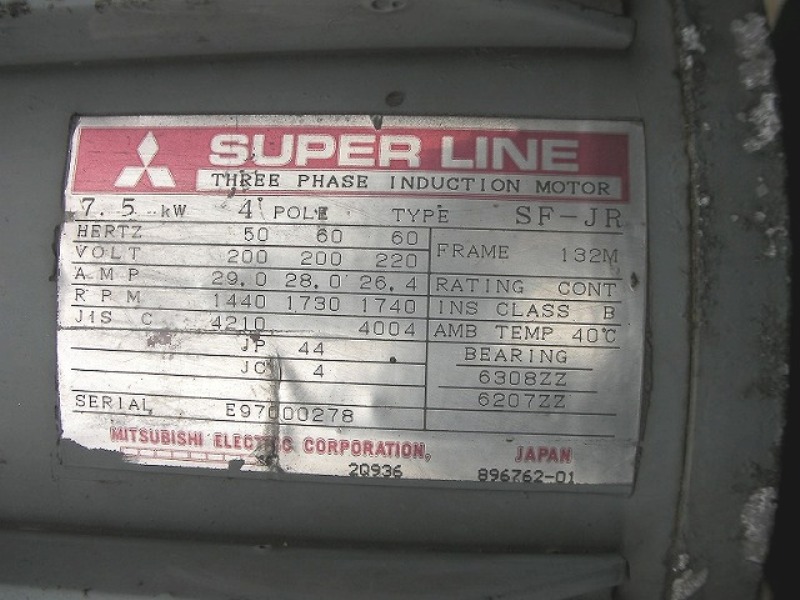 SUPER LINE
THREE PHASE INDUCTION MOTOR
7.5 kW 4 POLE TYPE SF-JR
HERTZ 50 60 60
VOLT 200 200 220
AMP 29.0 28.0 26.4
RPM 1440 1730 1740
JIS C 4210 4004
JP 44
JC 4
SERIAL E97000278
FRAME 132M
RATING CONT
INS CLASS B
AMB TEMP 40℃
BEARING
6308ZZ
6207ZZ
MITSUBISHI ELECTRIC CORPORATION, JAPAN
2Q936 896762-01